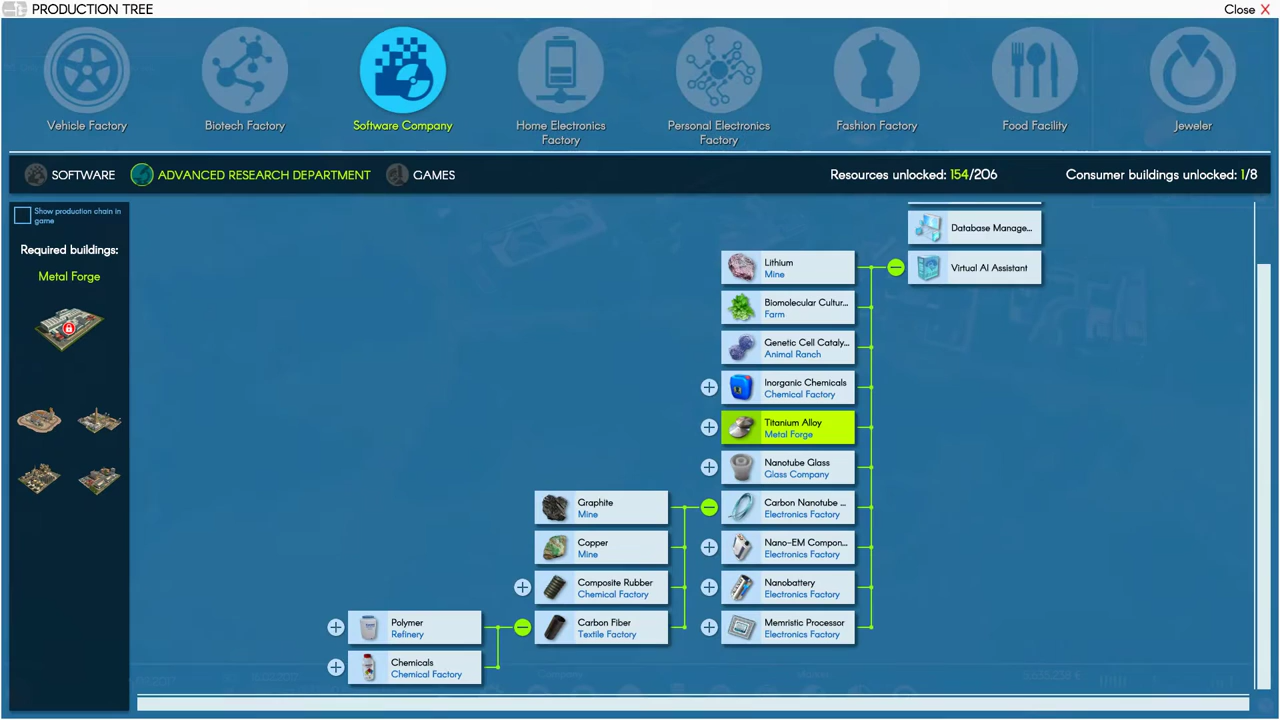 PRODUCTION TREE
Close X
Vehicle Factory
Biotech Factory
Software Company
Home Electronics
Factory
Personal Electronics
Factory
Fashion Factory
Food Facility
Jeweler
SOFTWARE
ADVANCED RESEARCH DEPARTMENT
GAMES
Resources unlocked: 154/206
Consumer buildings unlocked: 1/8
Show production chain in
game
Required buildings:
Metal Forge
Database Manage...
Virtual AI Assistant
Lithium
Mine
Biomolecular Cultur...
Farm
Genetic Cell Cataly...
Animal Ranch
Inorganic Chemicals
Chemical Factory
Titanium Alloy
Metal Forge
Nanotube Glass
Glass Company
Carbon Nanotube ...
Electronics Factory
Nano-EM Compon...
Electronics Factory
Nanobattery
Electronics Factory
Memristic Processor
Electronics Factory
Graphite
Mine
Copper
Mine
Composite Rubber
Chemical Factory
Carbon Fiber
Textile Factory
Polymer
Refinery
Chemicals
Chemical Factory